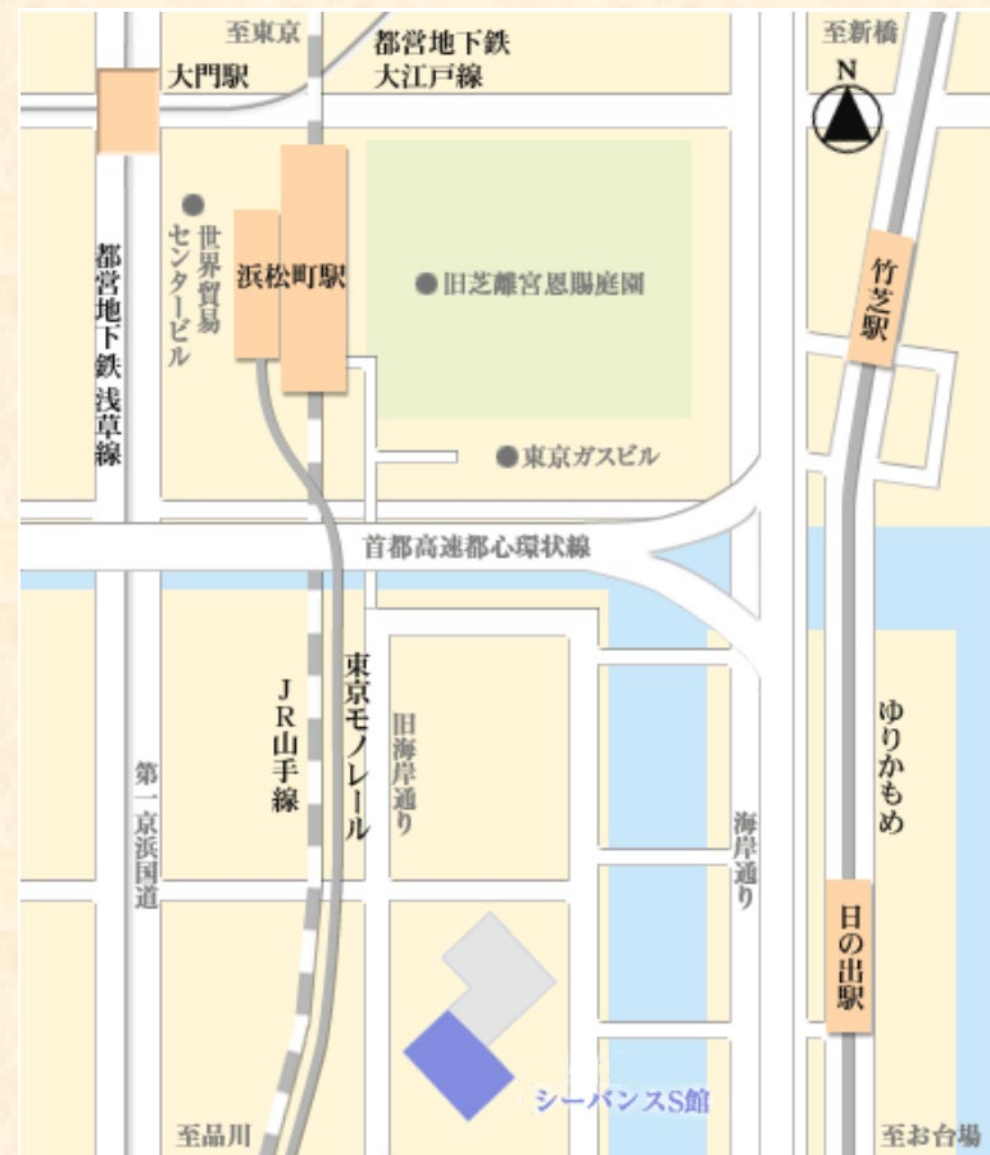 至東京
都営地下鉄
大江戸線
至新橋
大門駅
N
世界貿易
センタービル
浜松町駅
旧芝離宮恩賜庭園
竹芝駅
都営地下鉄 浅草線
東京ガスビル
首都高速都心環状線
JR山手線
東京モノレール
旧海岸通り
ゆりかもめ
第一京浜国道
海岸通り
日の出駅
シーバンスS館
至品川
至お台場